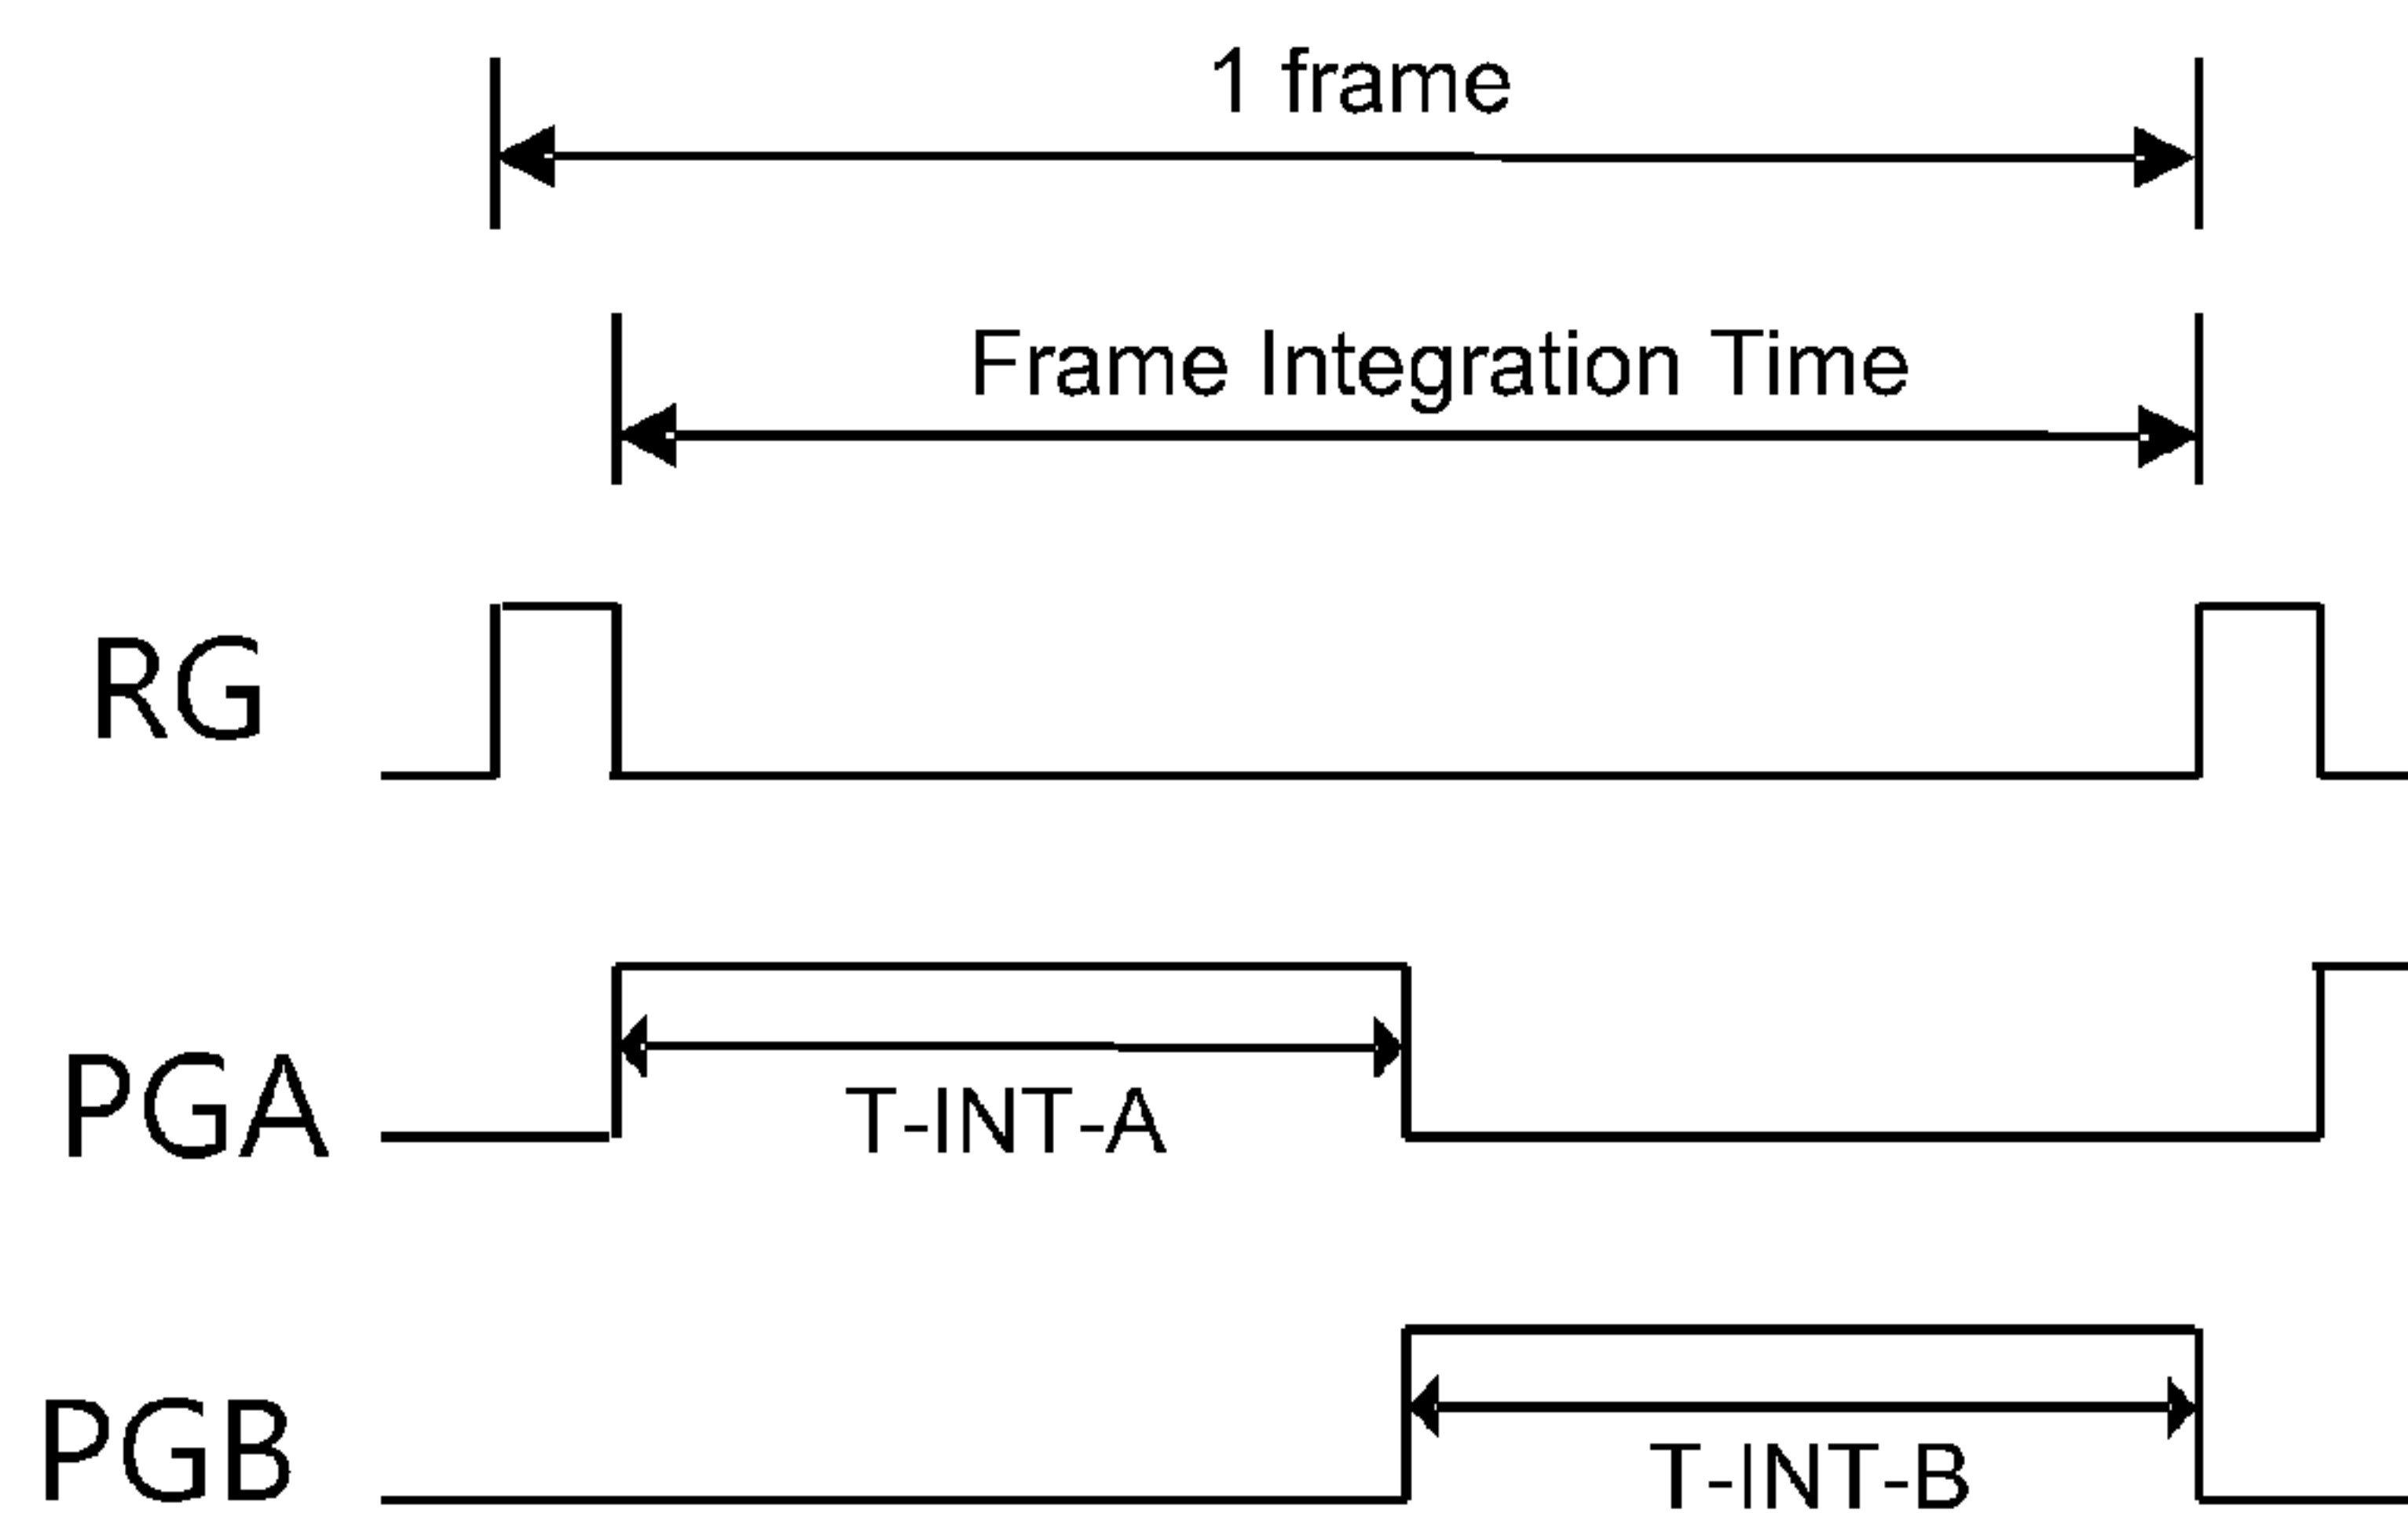 1 frame
Frame Integration Time
RG
PGA
T-INT-A
PGB
T-INT-B